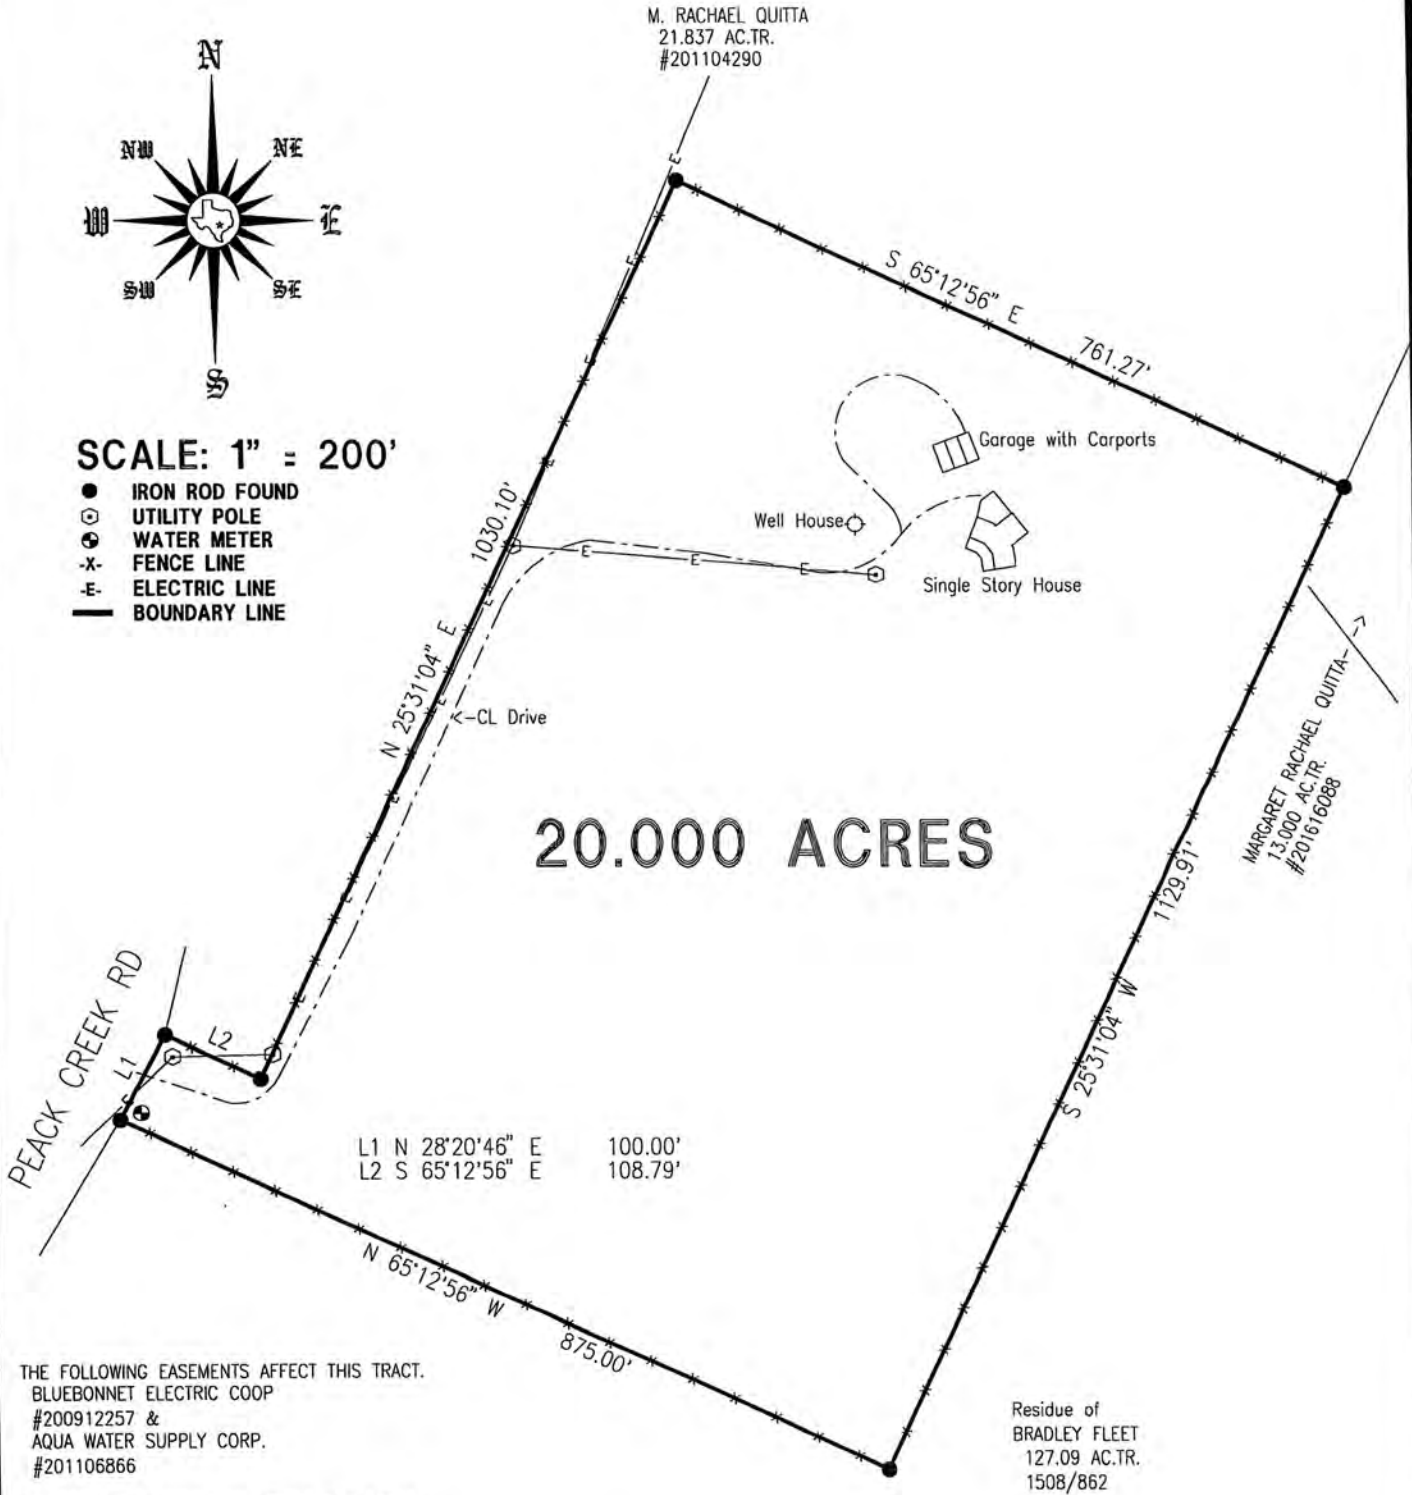 M. RACHAEL QUITTA
21.837 AC.TR.
#201104290
N
NW
NE
W
E
SW
SE
S
SCALE: 1" = 200'
IRON ROD FOUND
UTILITY POLE
WATER METER
-X- FENCE LINE
-E- ELECTRIC LINE
BOUNDARY LINE
S 65°12'56" E 761.27'
Garage with Carports
Well House
Single Story House
N 25°31'04" E 1030.10'
<-CL Drive
MARGARET RACHAEL QUITTA-->
13.000 AC.TR.
#201616088
20.000 ACRES
S 25°31'04" W 1129.91'
PEACK CREEK RD
L1
L2
L1 N 28°20'46" E 100.00'
L2 S 65°12'56" E 108.79'
N 65°12'56" W 875.00'
THE FOLLOWING EASEMENTS AFFECT THIS TRACT.
BLUEBONNET ELECTRIC COOP
#200912257 &
AQUA WATER SUPPLY CORP.
#201106866
Residue of
BRADLEY FLEET
127.09 AC.TR.
1508/862